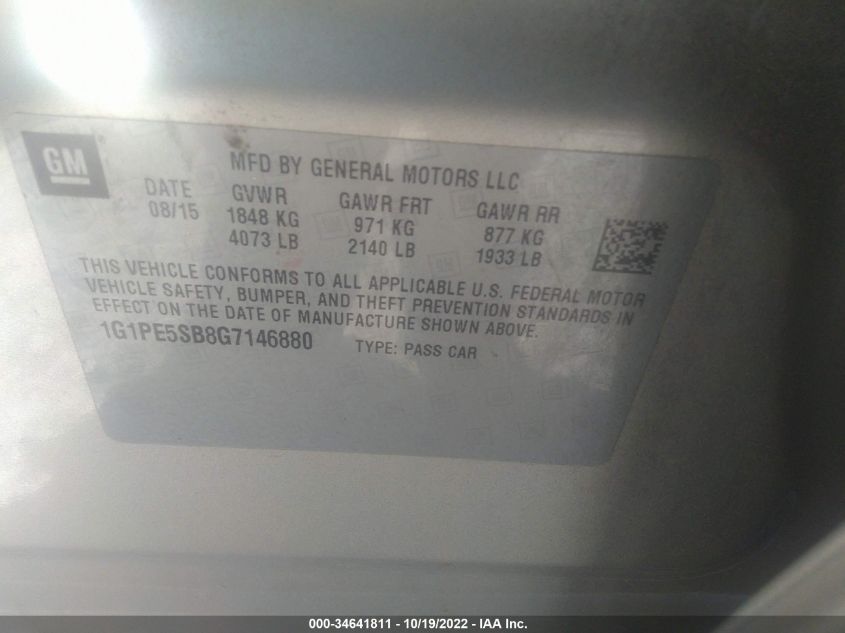 GM
MFD BY GENERAL MOTORS LLC
DATE GVWR GAWR FRT GAWR RR
08/15 1848 KG 971 KG 877 KG
4073 LB 2140 LB 1933 LB
THIS VEHICLE CONFORMS TO ALL APPLICABLE U.S. FEDERAL MOTOR
VEHICLE SAFETY, BUMPER, AND THEFT PREVENTION STANDARDS IN
EFFECT ON THE DATE OF MANUFACTURE SHOWN ABOVE.
1G1PE5SB8G7146880 TYPE: PASS CAR
000-34641811 - 10/19/2022 - IAA Inc.